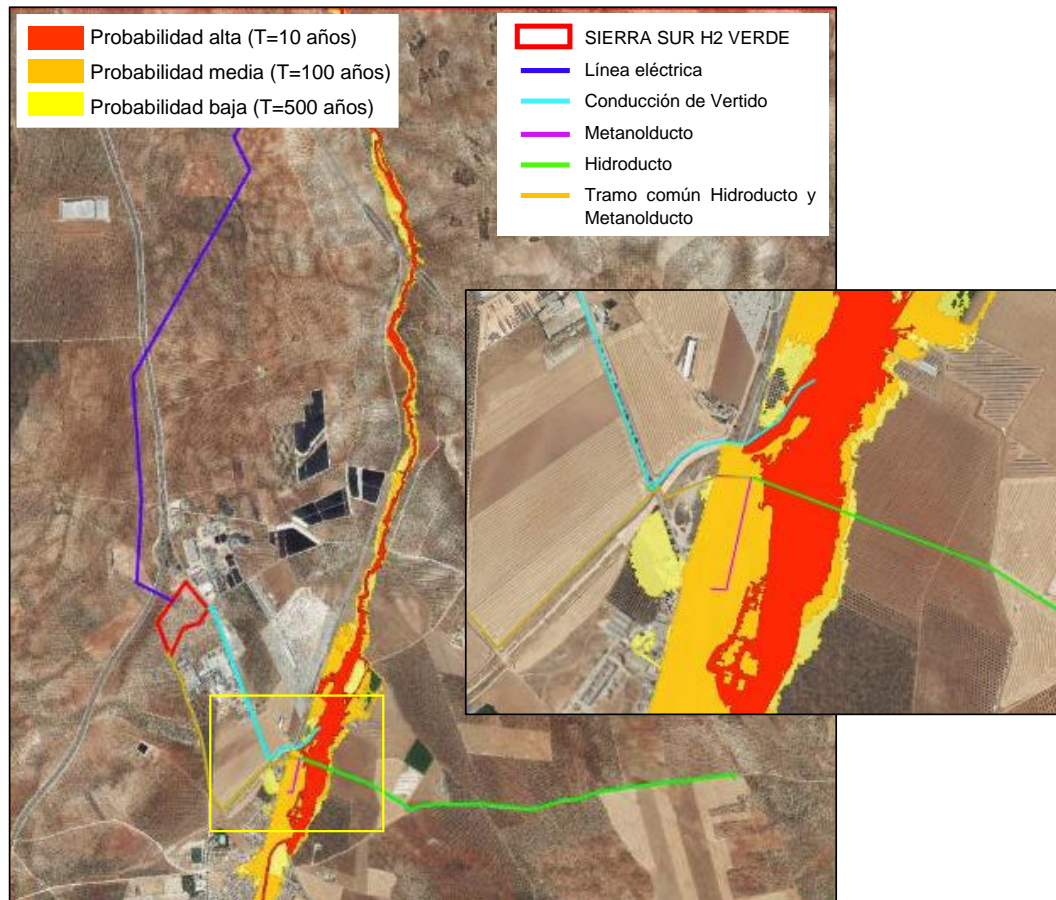 Probabilidad alta (T=10 años)
Probabilidad media (T=100 años)
Probabilidad baja (T=500 años)
SIERRA SUR H2 VERDE
Línea eléctrica
Conducción de Vertido
Metanolducto
Hidroducto
Tramo común Hidroducto y
Metanolducto